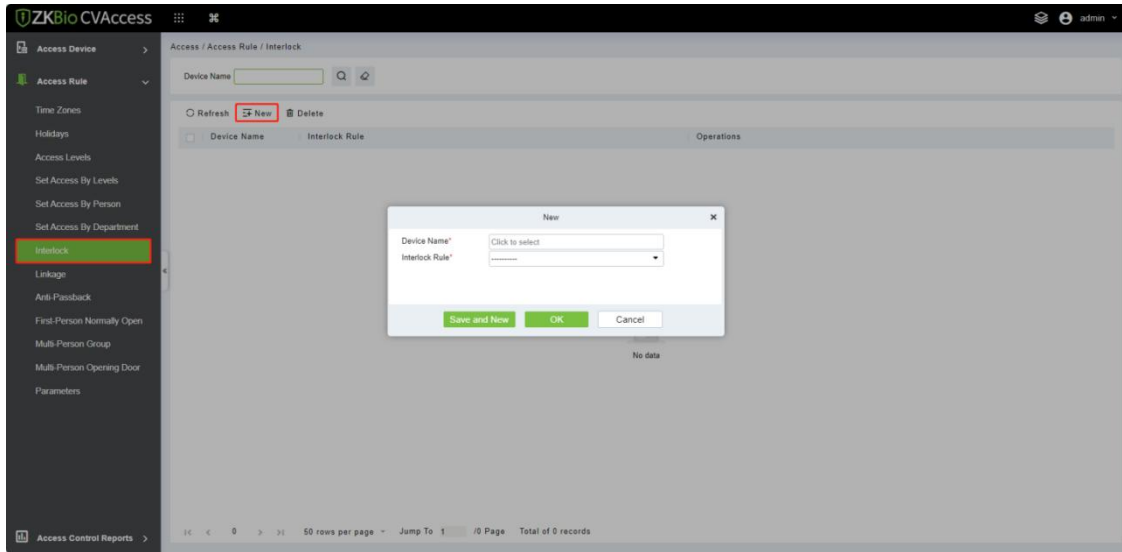 ZKBio CVAccess
admin
Access Device
Access / Access Rule / Interlock
Access Rule
Device Name
Time Zones
Refresh New Delete
Holidays
Device Name Interlock Rule Operations
Access Levels
Set Access By Levels
Set Access By Person
Set Access By Department
Interlock
Linkage
Anti-Passback
First-Person Normally Open
Multi-Person Group
Multi-Person Opening Door
Parameters
New
Device Name*
Click to select
Interlock Rule*
----------
Save and New OK Cancel
No data
Access Control Reports
0 50 rows per page Jump To 1 /0 Page Total of 0 records